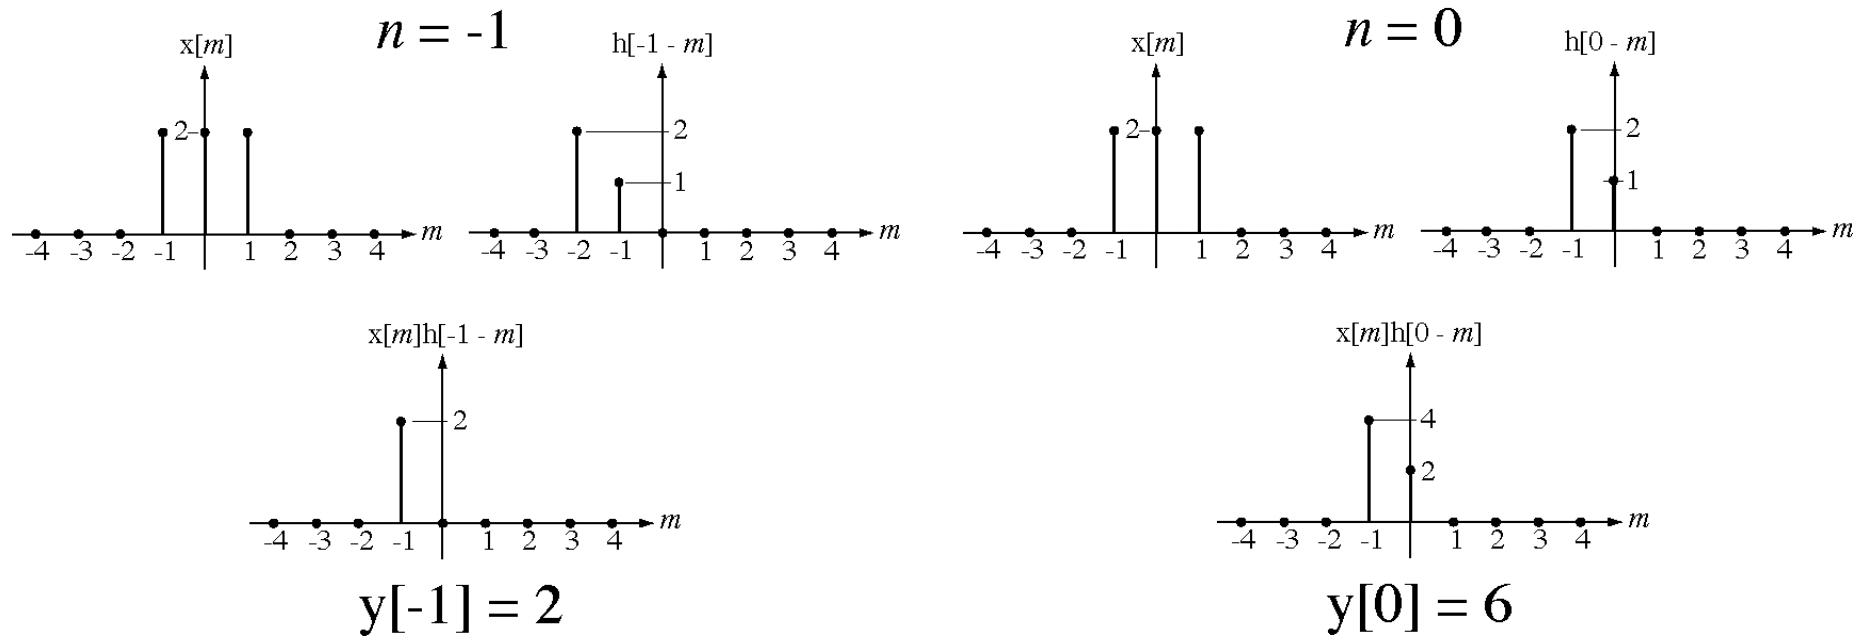 n = -1
x[m]
h[-1 - m]
2
2
1
-4 -3 -2 -1 1 2 3 4 m
-4 -3 -2 -1 1 2 3 4 m
x[m]h[-1 - m]
2
-4 -3 -2 -1 1 2 3 4 m
y[-1] = 2
n = 0
x[m]
h[0 - m]
2
2
1
-4 -3 -2 -1 1 2 3 4 m
-4 -3 -2 -1 1 2 3 4 m
x[m]h[0 - m]
4
2
-4 -3 -2 -1 1 2 3 4 m
y[0] = 6